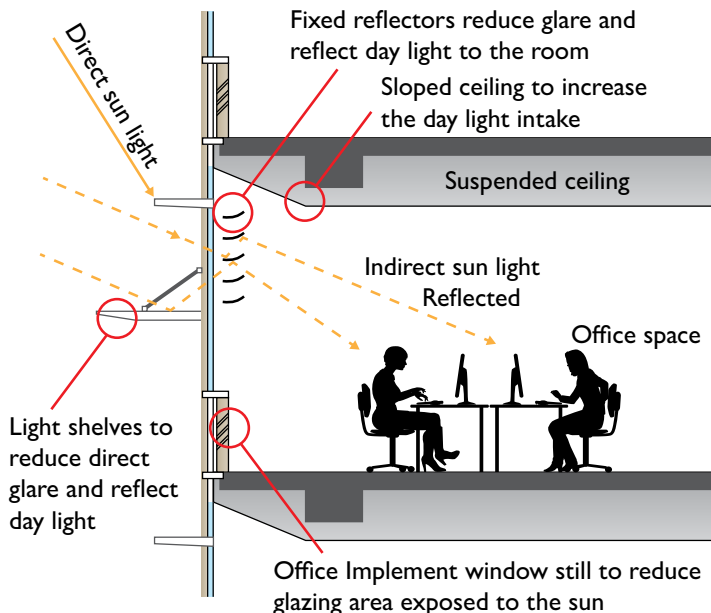 Fixed reflectors reduce glare and
reflect day light to the room
Direct sun light
Sloped ceiling to increase
the day light intake
Suspended ceiling
Indirect sun light
Reflected
Office space
Light shelves to
reduce direct
glare and reflect
day light
Office Implement window still to reduce
glazing area exposed to the sun